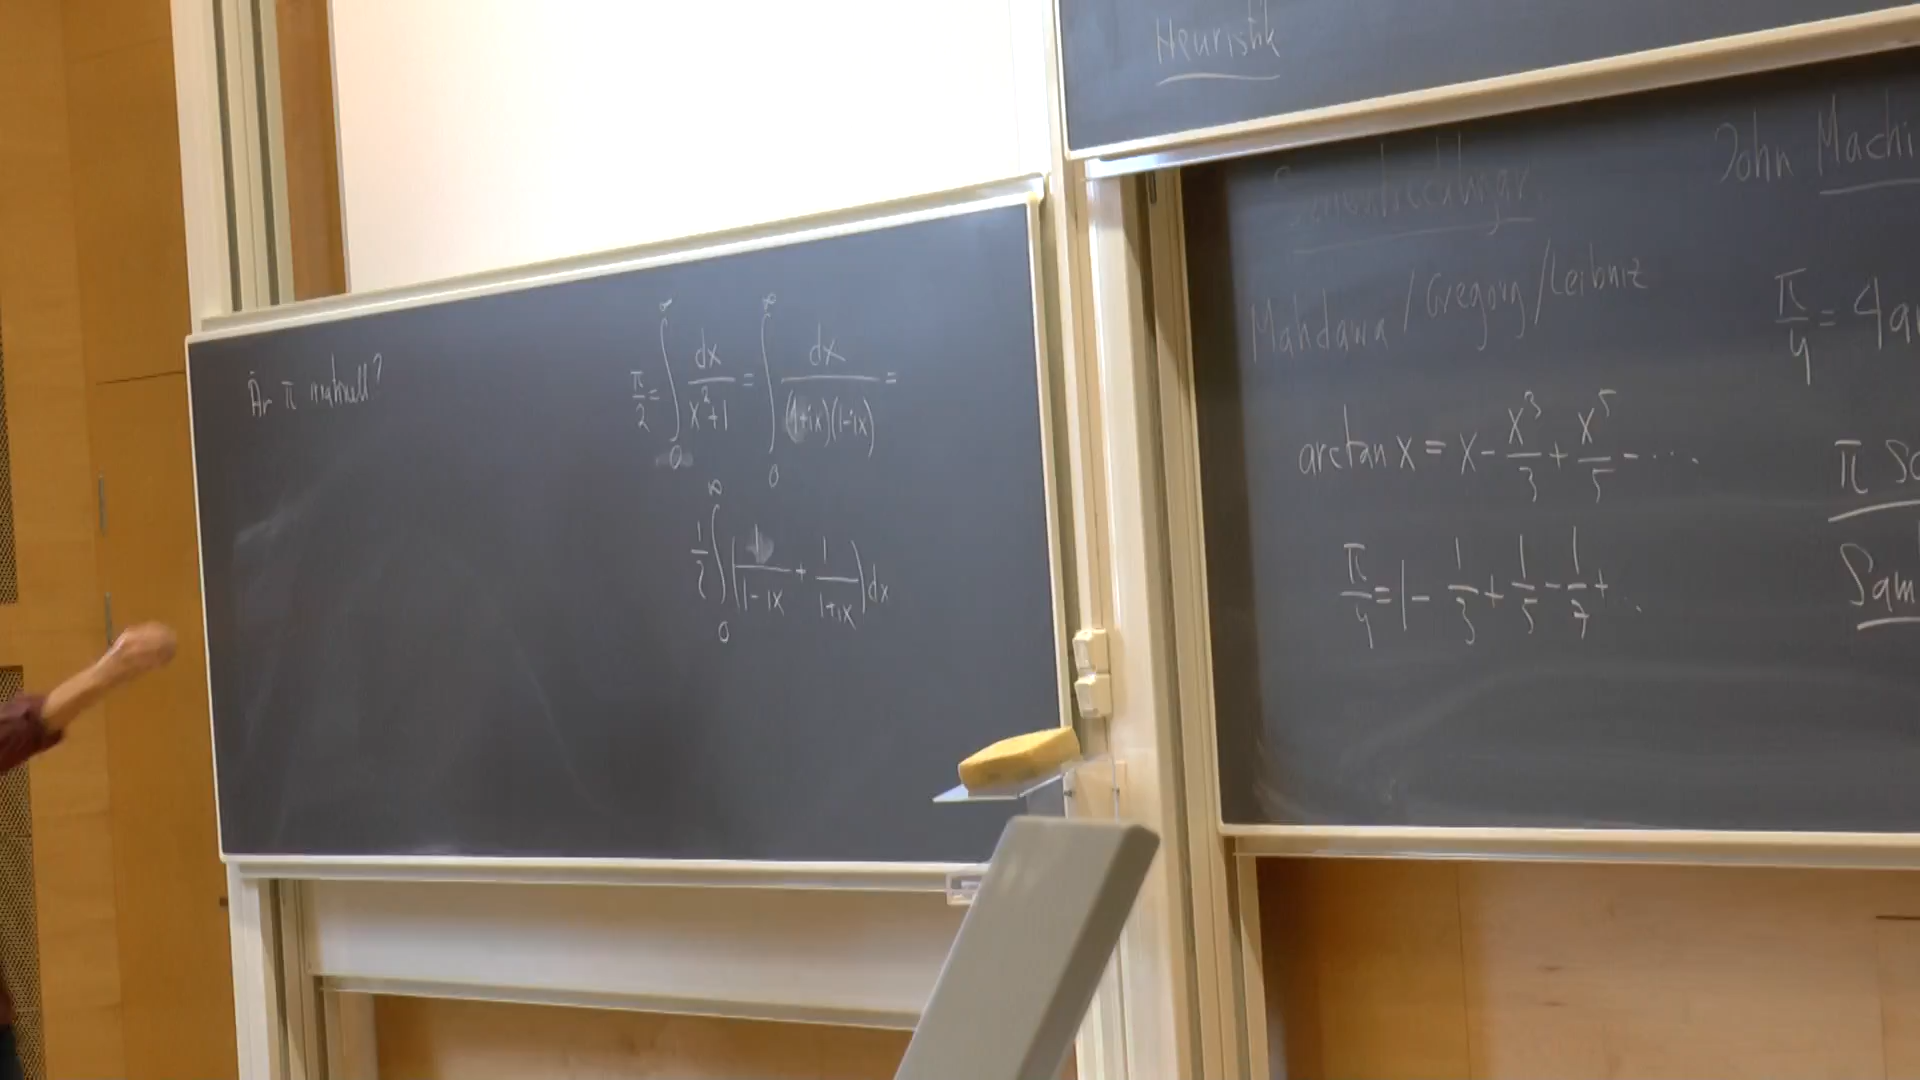 Är π rationell?
π/2 = ∫₀^∞ dx/(x²+1) = ∫₀^∞ dx/((1+ix)(1-ix)) =
1/2 ∫₀^∞ (1/(1-ix) + 1/(1+ix)) dx
Heuristik
Mahdawa / Gregory / Leibniz
arctan x = x - x³/3 + x⁵/5 - ....
π/4 = 1 - 1/3 + 1/5 - 1/7 + ..
John Machi
π/4 = 4a
π
Sam